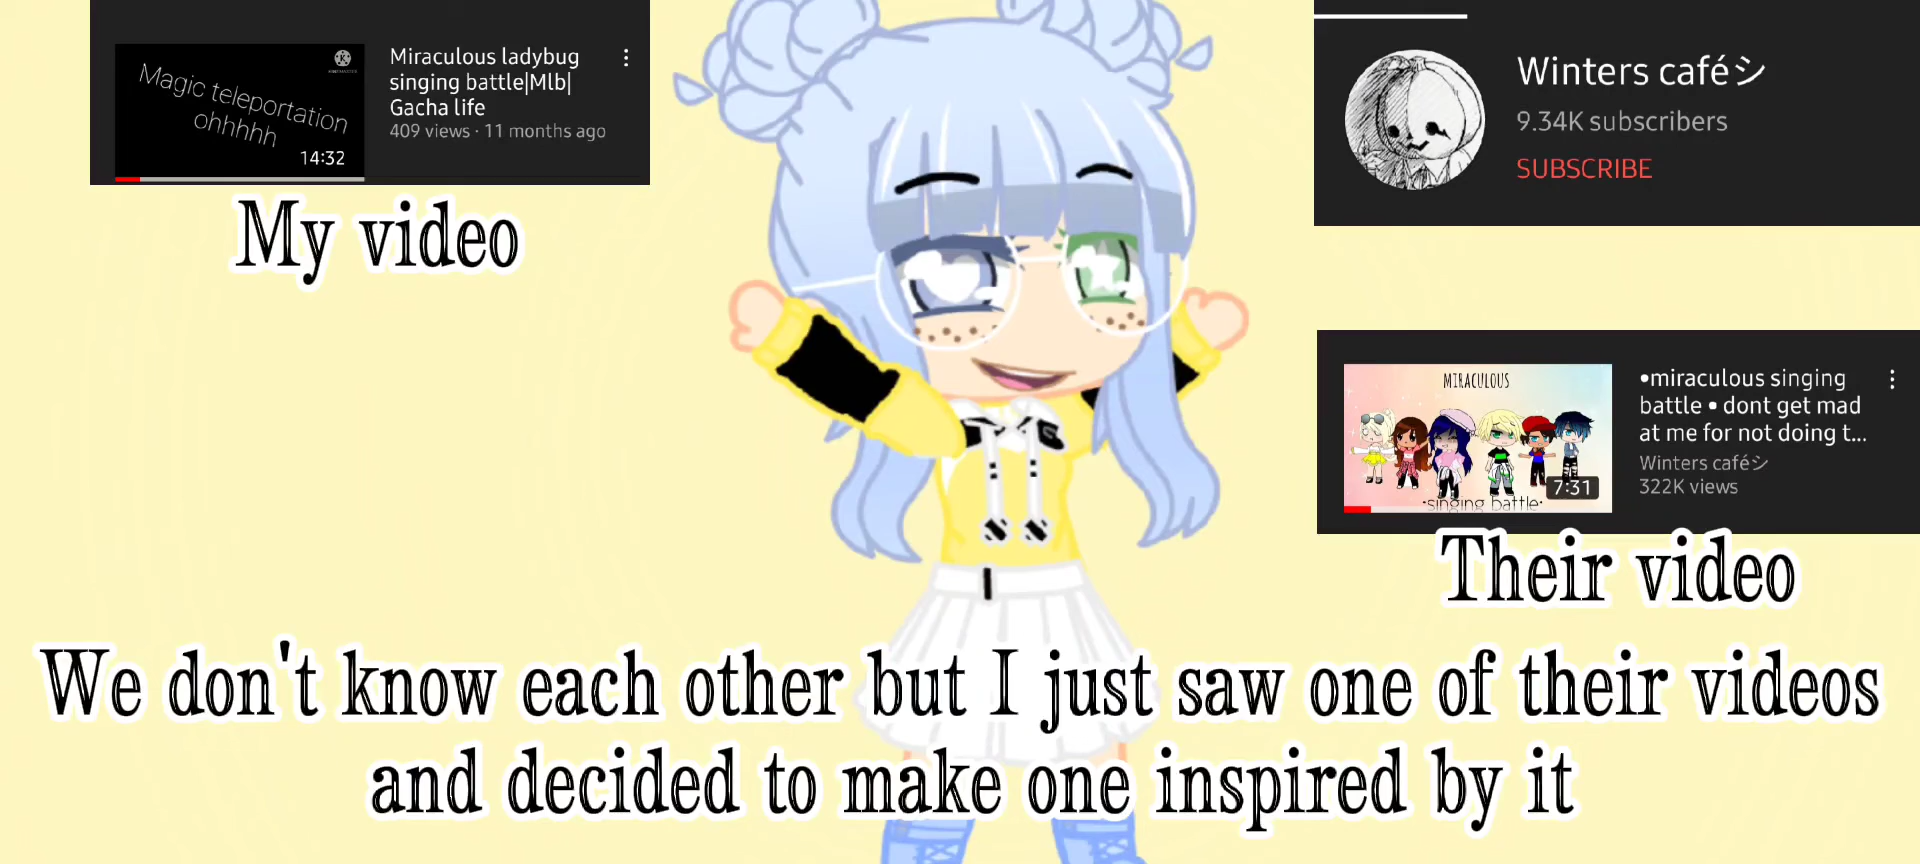 Magic teleportation
ohhhhh
14:32
Miraculous ladybug
singing battle|Mlb|
Gacha life
409 views · 11 months ago
My video
Winters caféシ
9.34K subscribers
SUBSCRIBE
MIRACULOUS
•singing battle•
7:31
•miraculous singing
battle • dont get mad
at me for not doing t...
Winters caféシ
322K views
Their video
We don't know each other but I just saw one of their videos
and decided to make one inspired by it